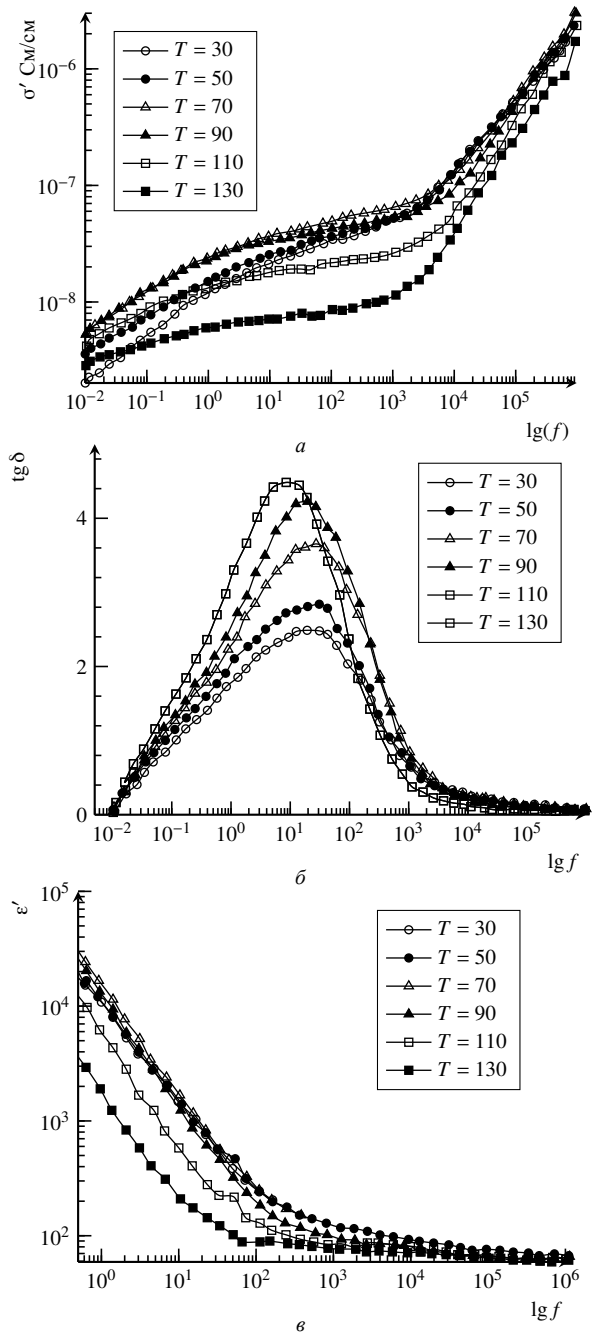 σ′ См/см
10⁻⁶
10⁻⁷
10⁻⁸
T = 30
T = 50
T = 70
T = 90
T = 110
T = 130
10⁻² 10⁻¹ 10⁰ 10¹ 10² 10³ 10⁴ 10⁵
lg(f)
а
tg δ
4
2
0
T = 30
T = 50
T = 70
T = 90
T = 110
T = 130
10⁻² 10⁻¹ 10⁰ 10¹ 10² 10³ 10⁴ 10⁵
lg f
б
ε′
10⁵
10⁴
10³
10²
T = 30
T = 50
T = 70
T = 90
T = 110
T = 130
10⁰ 10¹ 10² 10³ 10⁴ 10⁵ 10⁶
lg f
в